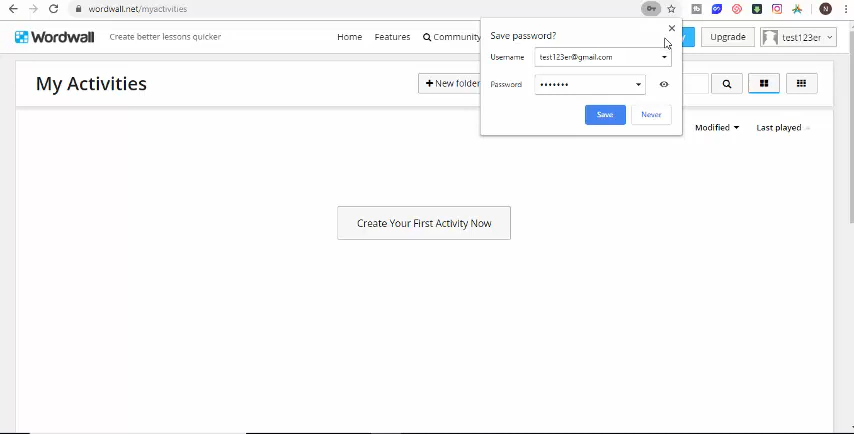 wordwall.net/myactivities
N
Wordwall
Create better lessons quicker
Home
Features
Community
y
Upgrade
test123er
Save password?
Username
test123er@gmail.com
Password
•••••••
Save
Never
My Activities
+ New folder
Modified
Last played
Create Your First Activity Now